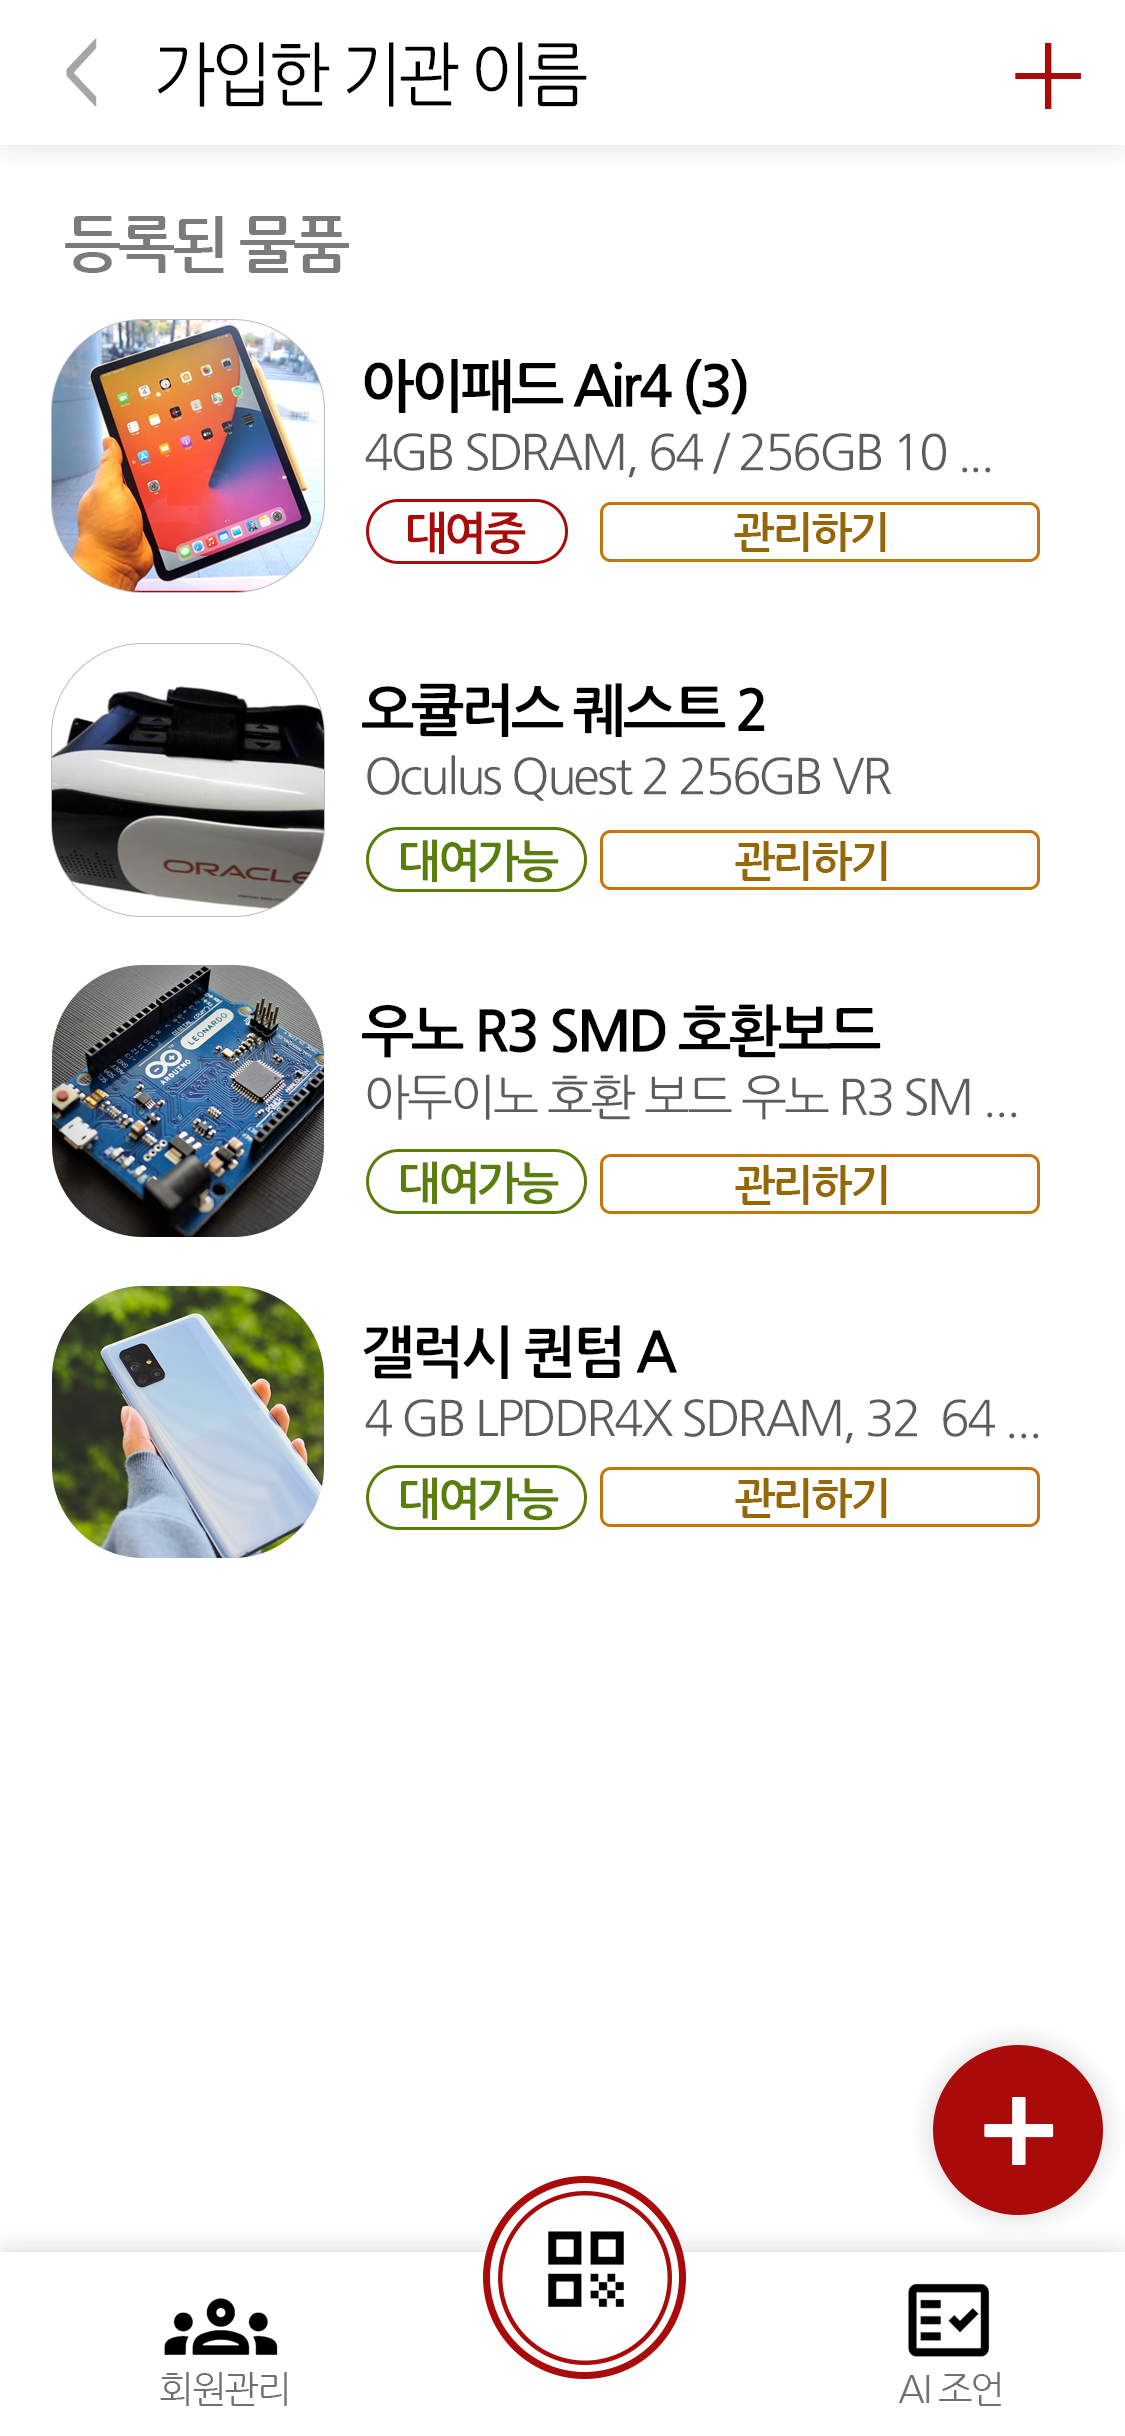 가입한 기관 이름
등록된 물품
아이패드 Air4 (3)
4GB SDRAM, 64 / 256GB 10 ...
대여중
관리하기
ORACLE
오큘러스 퀘스트 2
Oculus Quest 2 256GB VR
대여가능
관리하기
LEONARDO
ARDUINO
우노 R3 SMD 호환보드
아두이노 호환 보드 우노 R3 SM ...
대여가능
관리하기
갤럭시 퀀텀 A
4 GB LPDDR4X SDRAM, 32  64 ...
대여가능
관리하기
회원관리
AI 조언